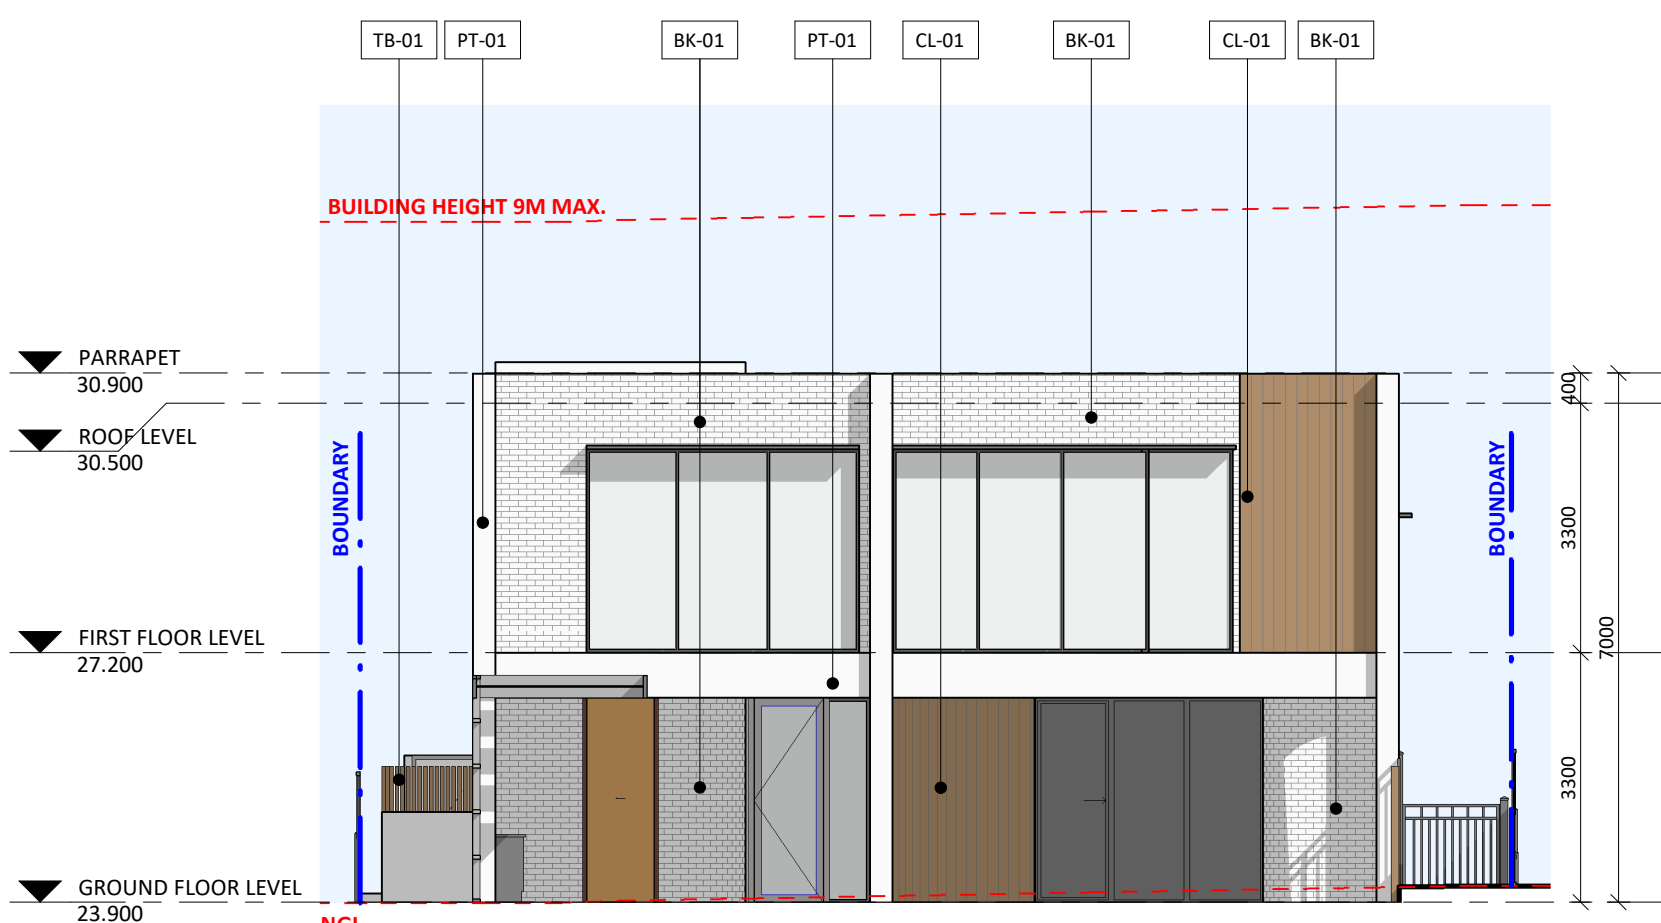 TB-01 PT-01 BK-01 PT-01 CL-01 BK-01 CL-01 BK-01
BUILDING HEIGHT 9M MAX.
PARRAPET
30.900
400
ROOF LEVEL
30.500
BOUNDARY
BOUNDARY
3300
7000
FIRST FLOOR LEVEL
27.200
3300
GROUND FLOOR LEVEL
23.900
NGL